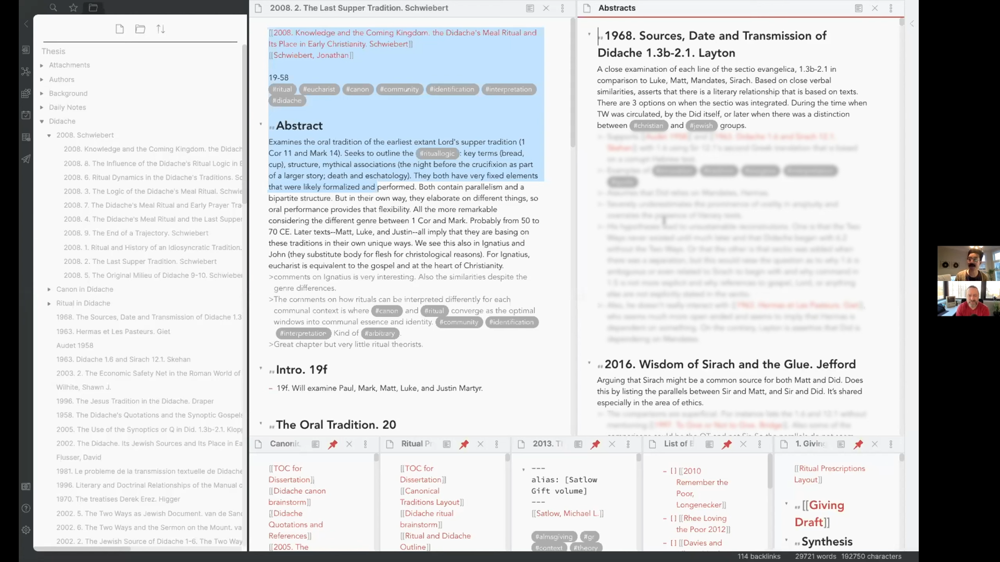 Thesis
Attachments
Authors
Background
Daily Notes
Didache
2008. Schwiebert
2008. Knowledge and the Coming Kingdom. the Didach
2008. 8. The Influence of the Didache's Ritual Logic in E
2008. 6. Ritual Dynamics in the Didache's Traditions. Sc
2008. 3. The Logic of the Didache's Meal Ritual. Schwie
2008. 7. The Didache's Meal Ritual and Early Prayer Tra
2008. 4. The Didache's Meal Ritual and the Last Supper
2008. 9. The End of a Trajectory. Schwiebert
2008. 1. Ritual and History of an Idiosyncratic Tradition.
2008. 2. The Last Supper Tradition. Schwiebert
2008. 5. The Original Milieu of Didache 9-10. Schwieber
Canon in Didache
Ritual in Didache
1968. The Sources, Date and Transmission of Didache 1.3
1963. Hermas et Les Pasteurs. Giet
Audet 1958
1963. Didache 1.6 and Sirach 12.1. Skehan
2003. 2. The Economic Safety Net in the Roman World of
Wilhite, Shawn J.
1996. The Jesus Tradition in the Didache. Draper
1958. The Didache's Quotations and the Synoptic Gospels
2005. The Use of the Synoptics or Q in Did. 1.3b-2.1. Klopp
2002. The Didache. Its Jewish Sources and Its Place in Ea
Flusser, David
1981. Le probleme de la transmission textuelle de Didache
1996. Literary and Doctrinal Relationships of the Manual o
1970. The treatises Derek Erez. Higger
2002. 5. The Two Ways as Jewish Document. van de Sanc
2002. 6. The Two Ways and the Sermon on the Mount. va
2002. 2. The Jewish Source of Didache 1-6. The Two Way
2008. 2. The Last Supper Tradition. Schwiebert
[[2008. Knowledge and the Coming Kingdom. the Didache's Meal Ritual and
Its Place in Early Christianity. Schwiebert]]
[[Schwiebert, Jonathan]]
19-58
#ritual #eucharist #canon #community #identification #interpretation
#didache
## Abstract
Examines the oral tradition of the earliest extant Lord's supper tradition (1
Cor 11 and Mark 14). Seeks to outline the #rituallogic: key terms (bread,
cup), structure, mythical associations (the night before the crucifixion as part
of a larger story; death and eschatology). They both have very fixed elements
that were likely formalized and performed. Both contain parallelism and a
bipartite structure. But in their own way, they elaborate on different things, so
oral performance provides that flexibility. All the more remarkable
considering the different genre between 1 Cor and Mark. Probably from 50 to
70 CE. Later texts--Matt, Luke, and Justin--all imply that they are basing on
these traditions in their own unique ways. We see this also in Ignatius and
John (they substitute body for flesh for christological reasons). For Ignatius,
eucharist is equivalent to the gospel and at the heart of Christianity.
>comments on Ignatius is very interesting. Also the similarities despite the
genre differences.
>The comments on how rituals can be interpreted differently for each
communal context is where #canon and #ritual converge as the optimal
windows into communal essence and identity. #community #identification
#interpretation Kind of #arbitrary.
>Great chapter but very little ritual theorists.
## Intro. 19f
- 19f. Will examine Paul, Mark, Matt, Luke, and Justin Martyr.
## The Oral Tradition. 20
Abstracts
## 1968. Sources, Date and Transmission of
Didache 1.3b-2.1. Layton
A close examination of each line of the sectio evangelica, 1.3b-2.1 in
comparison to Luke, Matt, Mandates, Sirach. Based on close verbal
similarities, asserts that there is a literary relationship that is based on texts.
There are 3 options on when the sectio was integrated. During the time when
TW was circulated, by the Did itself, or later when there was a distinction
between #christian and #jewish groups.
## 2016. Wisdom of Sirach and the Glue. Jefford
Arguing that Sirach might be a common source for both Matt and Did. Does
this by listing the parallels between Sir and Matt, and Sir and Did. It's shared
especially in the area of ethics.
Canonic
[[TOC for
Dissertation]]
[[Didache canon
brainstorm]]
[[Didache
Quotations and
References]]
[[2005. The
Ritual Pr
[[TOC for
Dissertation]]
[[Canonical
Traditions Layout]]
[[Didache ritual
brainstorm]]
[[Ritual and Didache
Outline]]
2013. Ti
---
alias: [Satlow
Gift volume]
---
[[Satlow, Michael L.]]
#almsgiving #gr
#context #theory
List of E
- [ ] [[2010
Remember the
Poor,
Longenecker]]
- [ ] [[Rhee Loving
the Poor 2012]]
- [ ] [[Davies and
1. Giving
[[Ritual Prescriptions
Layout]]
## [[Giving
Draft]]
## Synthesis
114 backlinks 29721 words 192750 characters